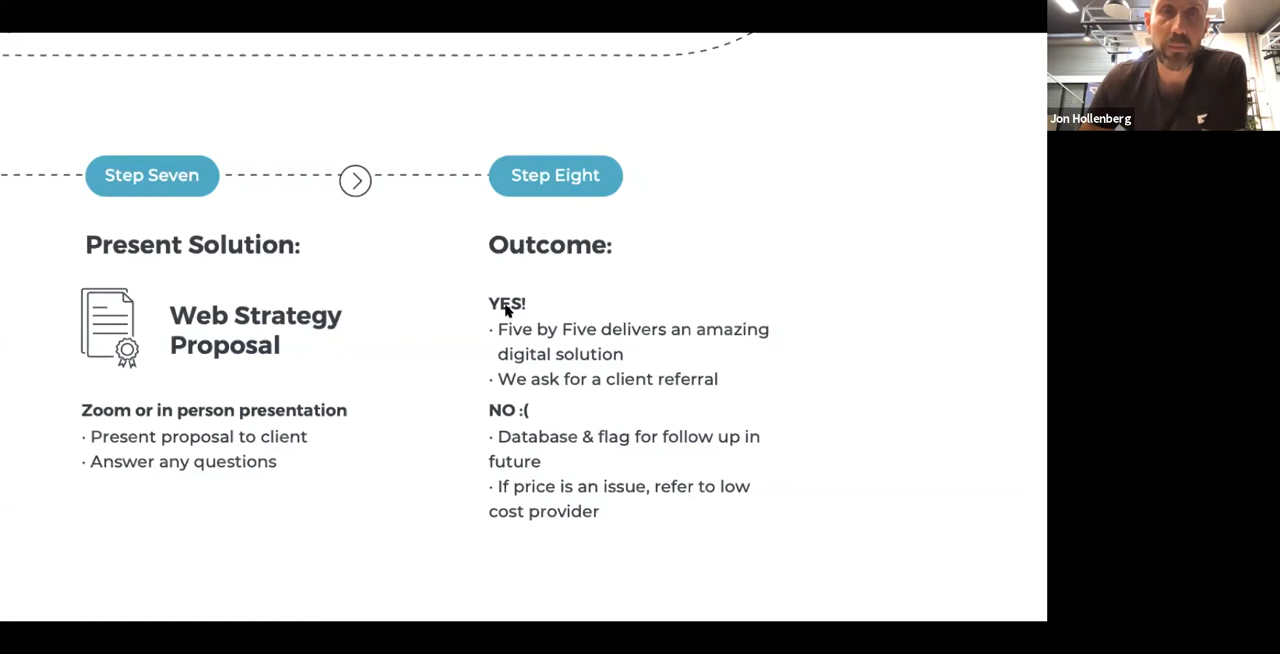 Jon Hollenberg
Step Seven
Step Eight
Present Solution:
Web Strategy
Proposal
Zoom or in person presentation
· Present proposal to client
· Answer any questions
Outcome:
YES!
· Five by Five delivers an amazing
digital solution
· We ask for a client referral
NO :(
· Database & flag for follow up in
future
· If price is an issue, refer to low
cost provider